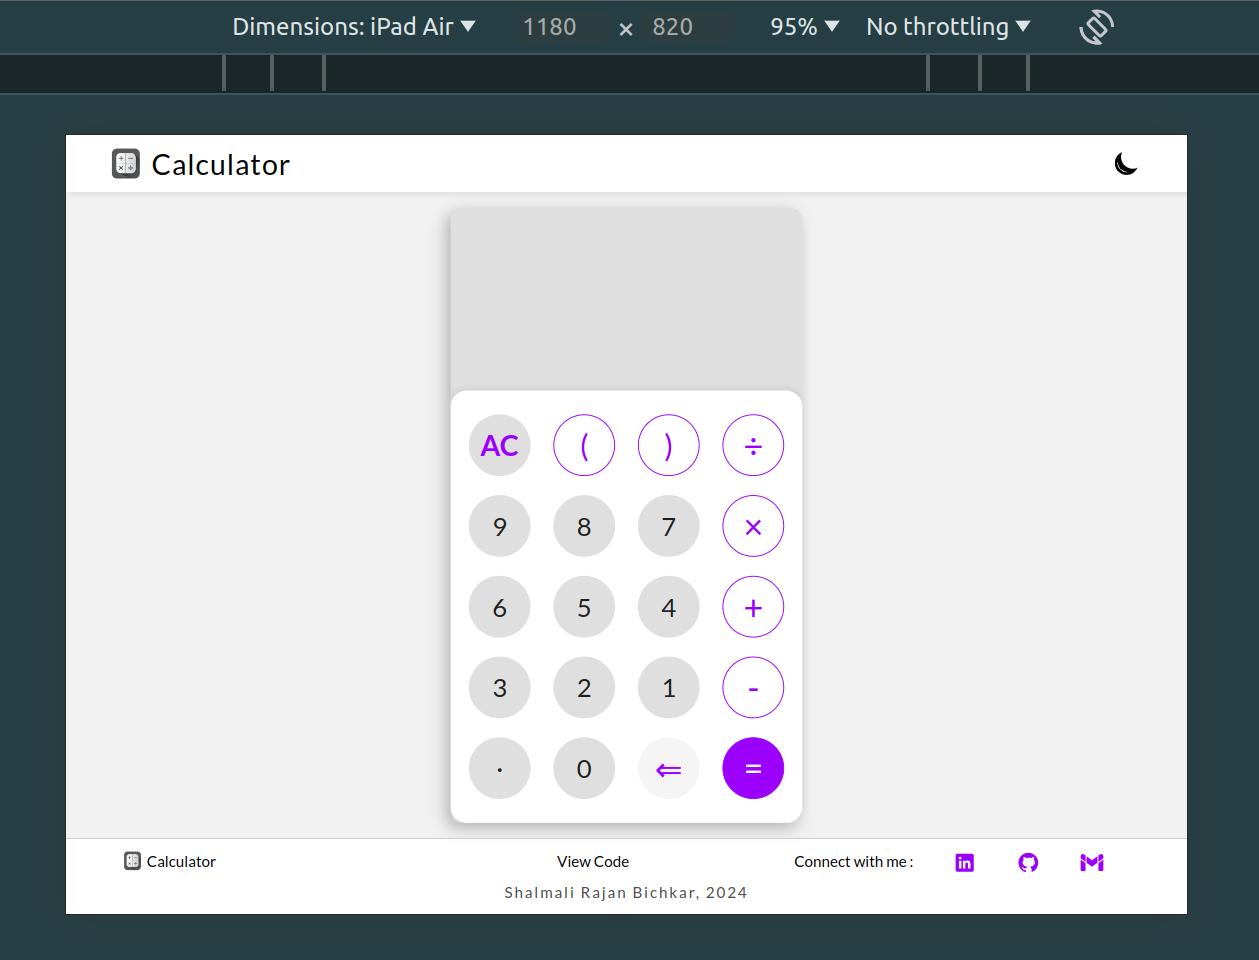 Dimensions: iPad Air ▼ 1180 × 820 95% ▼ No throttling ▼
Calculator
AC ( ) ÷
9 8 7 ×
6 5 4 +
3 2 1 -
· 0 ⇐ =
Calculator View Code Connect with me :
Shalmali Rajan Bichkar, 2024